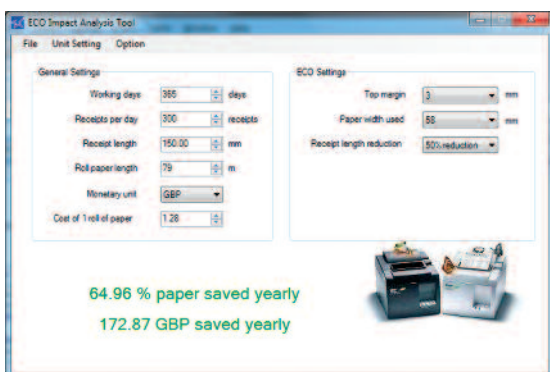 ECO Impact Analysis Tool
File Unit Setting Option
General Settings
Working days 365 days
Receipts per day 300 receipts
Receipt length 150.00 mm
Roll paper length 79 m
Monetary unit GBP
Cost of 1 roll of paper 1.28
ECO Settings
Top margin 3 mm
Paper width used 58 mm
Receipt length reduction 50% reduction
64.96 % paper saved yearly
172.87 GBP saved yearly